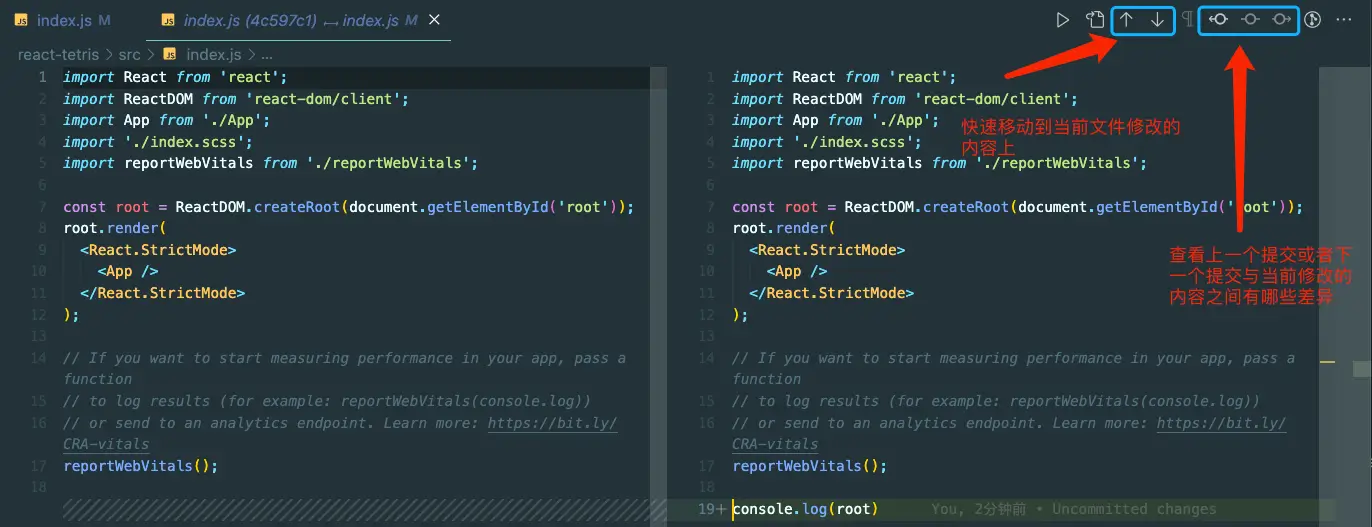 JS index.js M
JS index.js (4c597c1) ↔ index.js M ×
react-tetris > src > JS index.js > ...
1 import React from 'react';
2 import ReactDOM from 'react-dom/client';
3 import App from './App';
4 import './index.scss';
5 import reportWebVitals from './reportWebVitals';
6
7 const root = ReactDOM.createRoot(document.getElementById('root'));
8 root.render(
9 <React.StrictMode>
10 <App />
11 </React.StrictMode>
12 );
13
14 // If you want to start measuring performance in your app, pass a
function
15 // to log results (for example: reportWebVitals(console.log))
16 // or send to an analytics endpoint. Learn more: https://bit.ly/
CRA-vitals
17 reportWebVitals();
18
1 import React from 'react';
2 import ReactDOM from 'react-dom/client';
3 import App from './App';
4 import './index.scss';
5 import reportWebVitals from './reportWebVitals';
6
7 const root = ReactDOM.createRoot(document.getElementById('root'));
8 root.render(
9 <React.StrictMode>
10 <App />
11 </React.StrictMode>
12 );
13
14 // If you want to start measuring performance in your app, pass a
function
15 // to log results (for example: reportWebVitals(console.log))
16 // or send to an analytics endpoint. Learn more: https://bit.ly/
CRA-vitals
17 reportWebVitals();
18
19+ console.log(root) You, 2分钟前 • Uncommitted changes
快速移动到当前文件修改的
内容上
查看上一个提交或者下
一个提交与当前修改的
内容之间有哪些差异